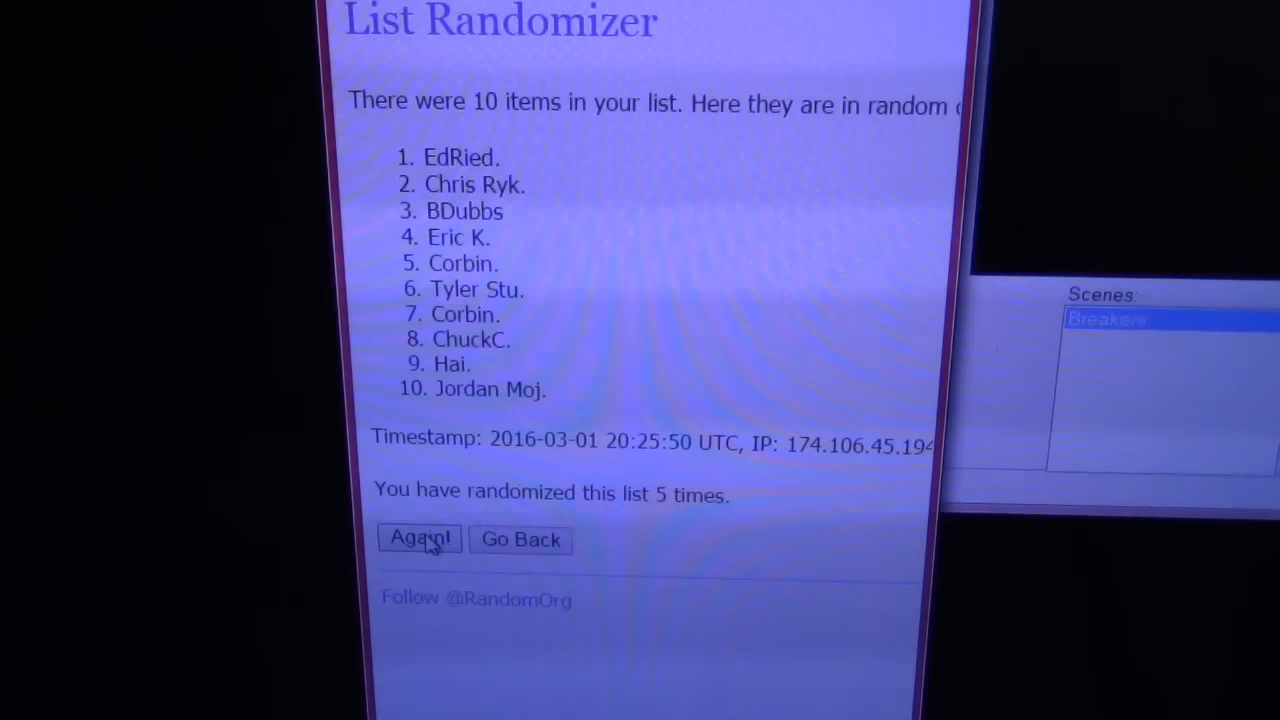 List Randomizer
There were 10 items in your list. Here they are in random
1. EdRied.
2. Chris Ryk.
3. BDubbs
4. Eric K.
5. Corbin.
6. Tyler Stu.
7. Corbin.
8. ChuckC.
9. Hai.
10. Jordan Moj.
Timestamp: 2016-03-01 20:25:50 UTC, IP: 174.106.45.194
You have randomized this list 5 times.
Again! Go Back
Follow @RandomOrg
Scenes:
Breakers